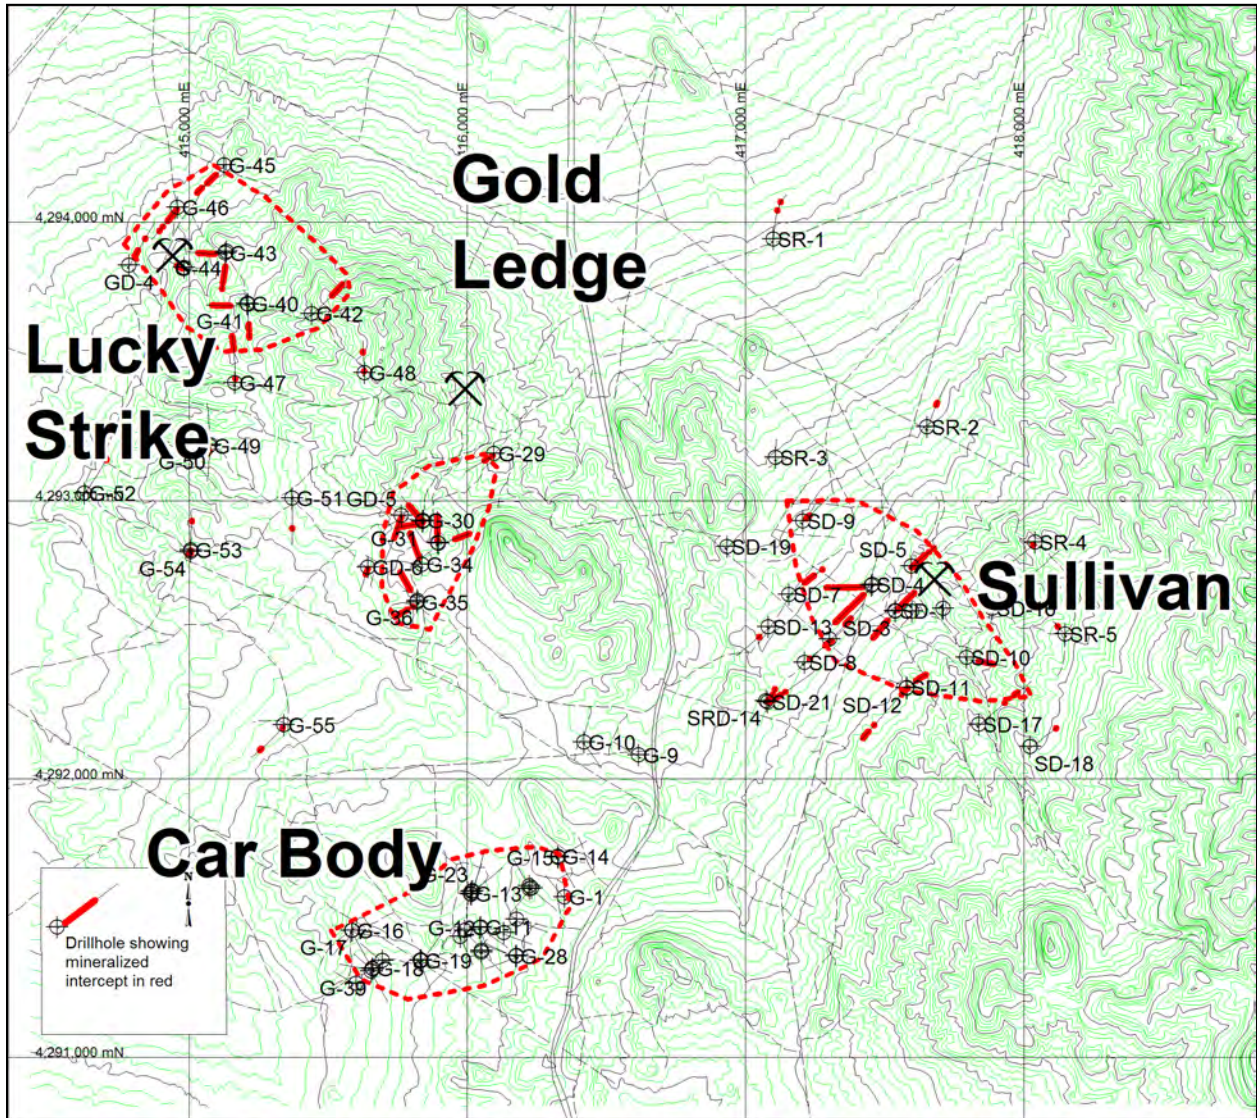 415,000 mE
416,000 mE
417,000 mE
418,000 mE
Gold
Ledge
G-45
G-46
4,294,000 mN
SR-1
G-43
G-44
GD-4
G-40
G-41
G-42
Lucky
Strike
G-48
G-47
SR-2
G-49
G-50
G-29
SR-3
G-52
G-51
GD-5
4,293,000 mN
G-30
G-31
SD-9
SD-19
SD-5
SR-4
G-53
G-54
G-34
GD-6
SD-4
Sullivan
SD-7
G-35
G-36
SD-1
SD-3
SD-13
SR-5
SD-8
SD-10
SD-11
SD-12
SD-21
SRD-14
G-55
SD-17
G-10
G-9
SD-18
4,292,000 mN
Car Body
G-15
G-14
G-23
G-13
G-1
N
G-16
G-12
G-11
G-17
G-18
G-19
G-28
G-39
Drillhole showing
mineralized
intercept in red
4,291,000 mN